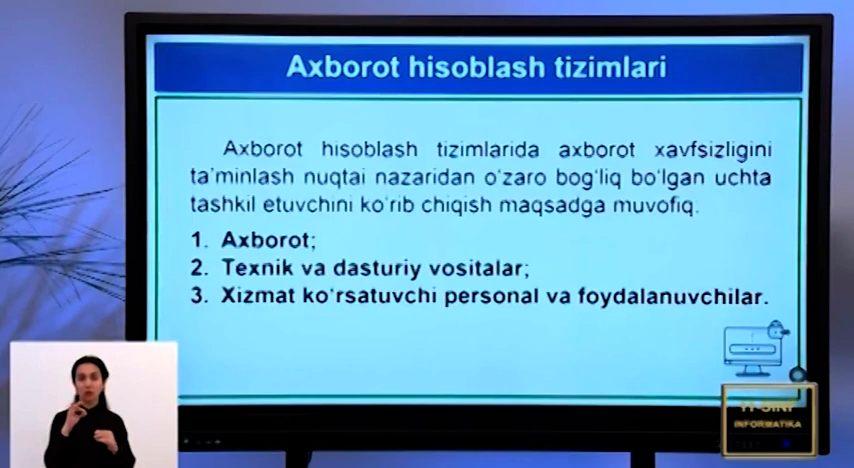 Axborot hisoblash tizimlari
Axborot hisoblash tizimlarida axborot xavfsizligini
ta'minlash nuqtai nazaridan o'zaro bog'liq bo'lgan uchta
tashkil etuvchini ko'rib chiqish maqsadga muvofiq.
1. Axborot;
2. Texnik va dasturiy vositalar;
3. Xizmat ko'rsatuvchi personal va foydalanuvchilar.
11-SINF
INFORMATIKA